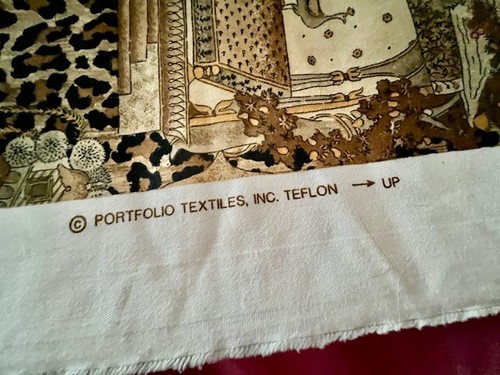 © PORTFOLIO TEXTILES, INC. TEFLON → UP